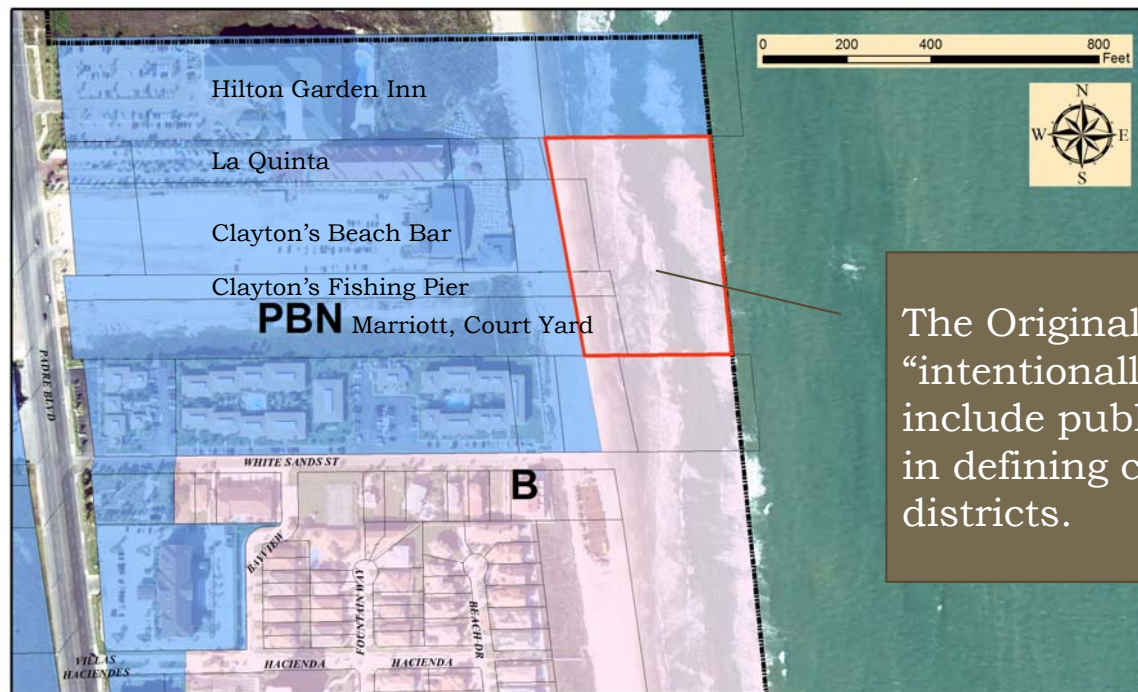 0 200 400 800
Feet
N
W E
S
Hilton Garden Inn
La Quinta
Clayton’s Beach Bar
Clayton’s Fishing Pier
PBN Marriott, Court Yard
The Original
“intentionall
include publ
in defining c
districts.
PADRE BLVD
WHITE SANDS ST
B
BAYVIEW
FOUNTAIN WAY
BEACH DR
VILLAS
HACIENDES
HACIENDA HACIENDA